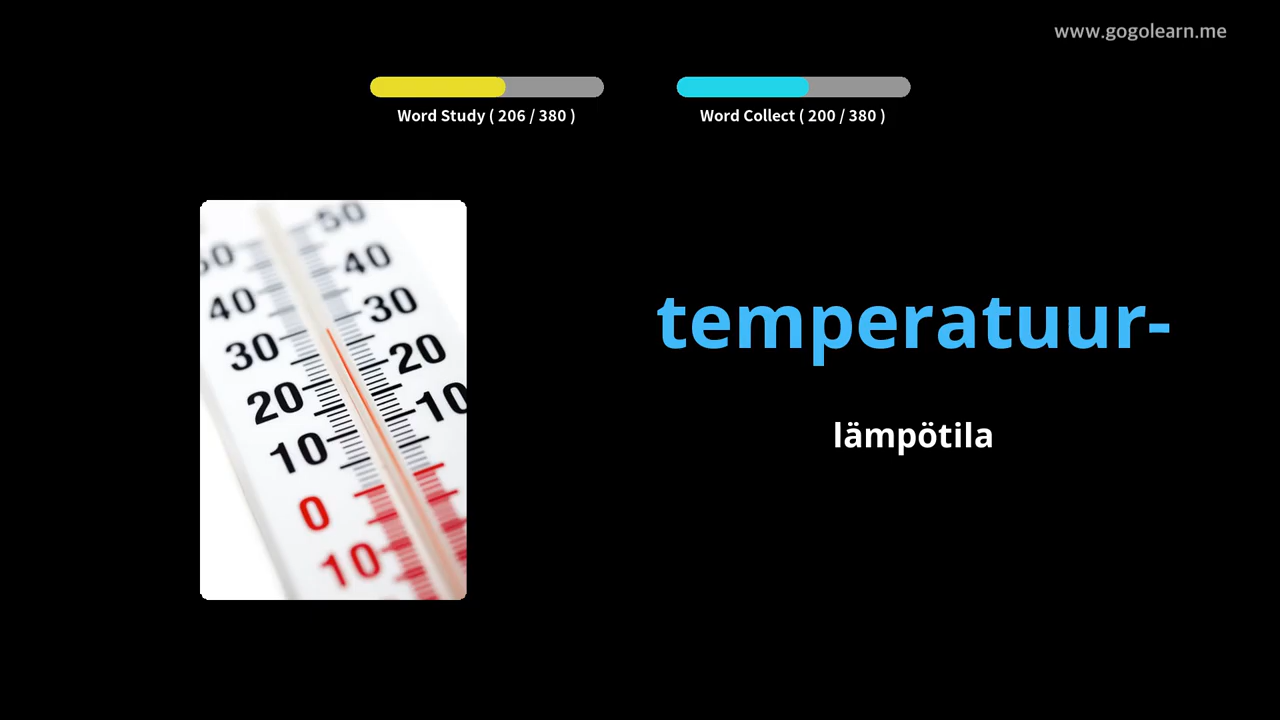 www.gogolearn.me
Word Study ( 206 / 380 )
Word Collect ( 200 / 380 )
50
50
40
40
30
30
20
20
10
10
0
10
temperatuur-
lämpötila